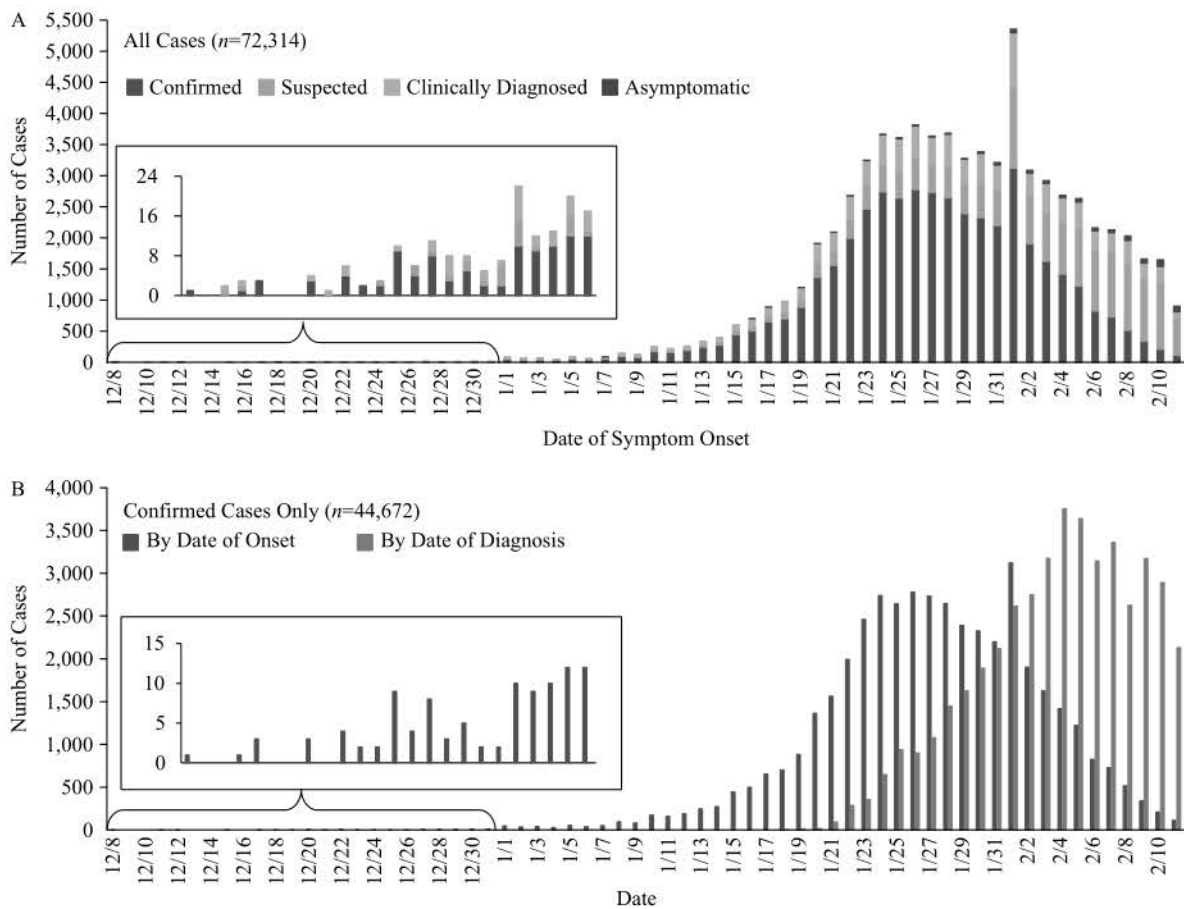 A
5,500
5,000
4,500
4,000
3,500
3,000
2,500
2,000
1,500
1,000
500
0
Number of Cases
All Cases (n=72,314)
Confirmed Suspected Clinically Diagnosed Asymptomatic
24
16
8
0
12/8 12/10 12/12 12/14 12/16 12/18 12/20 12/22 12/24 12/26 12/28 12/30 1/1 1/3 1/5 1/7 1/9 1/11 1/13 1/15 1/17 1/19 1/21 1/23 1/25 1/27 1/29 1/31 2/2 2/4 2/6 2/8 2/10
Date of Symptom Onset
B
4,000
3,500
3,000
2,500
2,000
1,500
1,000
500
0
Number of Cases
Confirmed Cases Only (n=44,672)
By Date of Onset By Date of Diagnosis
15
10
5
0
12/8 12/10 12/12 12/14 12/16 12/18 12/20 12/22 12/24 12/26 12/28 12/30 1/1 1/3 1/5 1/7 1/9 1/11 1/13 1/15 1/17 1/19 1/21 1/23 1/25 1/27 1/29 1/31 2/2 2/4 2/6 2/8 2/10
Date